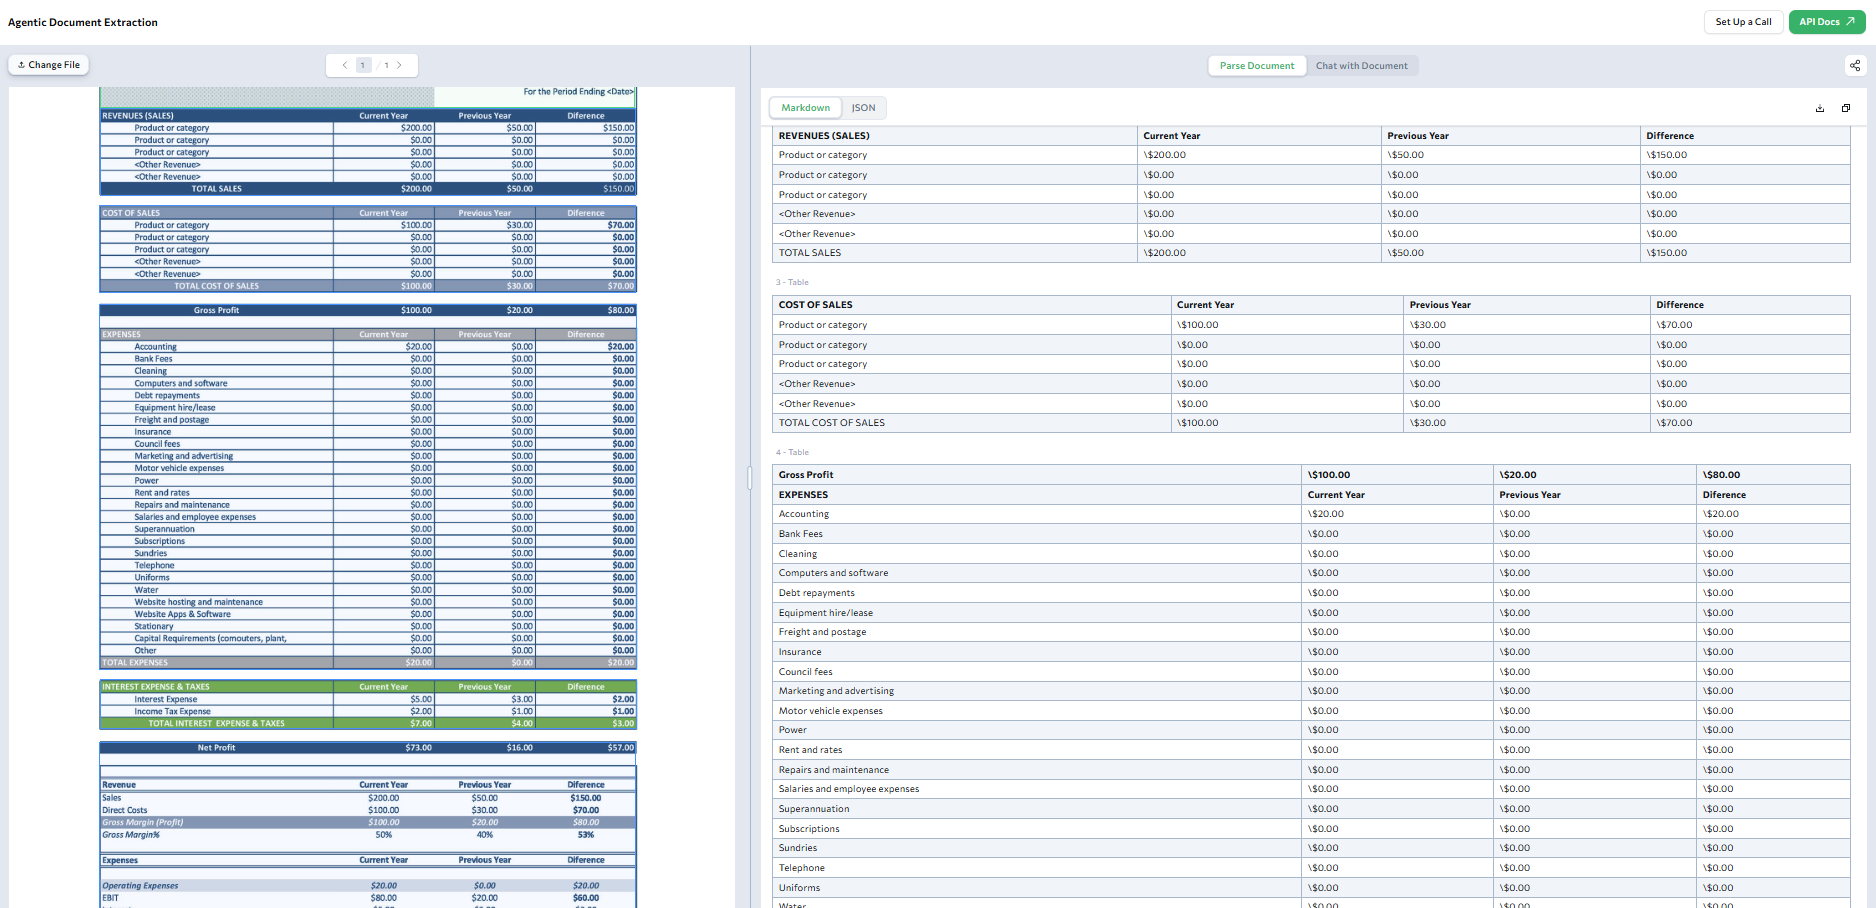 Agentic Document Extraction
Set Up a Call
API Docs
Change File
1 / 1
Parse Document
Chat with Document
For the Period Ending <Date>
REVENUES (SALES) Current Year Previous Year Diference
Product or category $200.00 $50.00 $150.00
Product or category $0.00 $0.00 $0.00
Product or category $0.00 $0.00 $0.00
<Other Revenue> $0.00 $0.00 $0.00
<Other Revenue> $0.00 $0.00 $0.00
TOTAL SALES $200.00 $50.00 $150.00
COST OF SALES Current Year Previous Year Diference
Product or category $100.00 $30.00 $70.00
Product or category $0.00 $0.00 $0.00
Product or category $0.00 $0.00 $0.00
<Other Revenue> $0.00 $0.00 $0.00
<Other Revenue> $0.00 $0.00 $0.00
TOTAL COST OF SALES $100.00 $30.00 $70.00
Gross Profit $100.00 $20.00 $80.00
EXPENSES Current Year Previous Year Diference
Accounting $20.00 $0.00 $20.00
Bank Fees $0.00 $0.00 $0.00
Cleaning $0.00 $0.00 $0.00
Computers and software $0.00 $0.00 $0.00
Debt repayments $0.00 $0.00 $0.00
Equipment hire/lease $0.00 $0.00 $0.00
Freight and postage $0.00 $0.00 $0.00
Insurance $0.00 $0.00 $0.00
Council fees $0.00 $0.00 $0.00
Marketing and advertising $0.00 $0.00 $0.00
Motor vehicle expenses $0.00 $0.00 $0.00
Power $0.00 $0.00 $0.00
Rent and rates $0.00 $0.00 $0.00
Repairs and maintenance $0.00 $0.00 $0.00
Salaries and employee expenses $0.00 $0.00 $0.00
Superannuation $0.00 $0.00 $0.00
Subscriptions $0.00 $0.00 $0.00
Sundries $0.00 $0.00 $0.00
Telephone $0.00 $0.00 $0.00
Uniforms $0.00 $0.00 $0.00
Water $0.00 $0.00 $0.00
Website hosting and maintenance $0.00 $0.00 $0.00
Website Apps & Software $0.00 $0.00 $0.00
Stationary $0.00 $0.00 $0.00
Capital Requirements (comouters, plant, $0.00 $0.00 $0.00
Other $0.00 $0.00 $0.00
TOTAL EXPENSES $20.00 $0.00 $20.00
INTEREST EXPENSE & TAXES Current Year Previous Year Diference
Interest Expense $5.00 $3.00 $2.00
Income Tax Expense $2.00 $1.00 $1.00
TOTAL INTEREST EXPENSE & TAXES $7.00 $4.00 $3.00
Net Profit $73.00 $16.00 $57.00
Revenue Current Year Previous Year Diference
Sales $200.00 $50.00 $150.00
Direct Costs $100.00 $30.00 $70.00
Gross Margin (Profit) $100.00 $20.00 $80.00
Gross Margin% 50% 40% 53%
Expenses Current Year Previous Year Diference
Operating Expenses $20.00 $0.00 $20.00
EBIT $80.00 $20.00 $60.00
Markdown
JSON
REVENUES (SALES) Current Year Previous Year Difference
Product or category \$200.00 \$50.00 \$150.00
Product or category \$0.00 \$0.00 \$0.00
Product or category \$0.00 \$0.00 \$0.00
<Other Revenue> \$0.00 \$0.00 \$0.00
<Other Revenue> \$0.00 \$0.00 \$0.00
TOTAL SALES \$200.00 \$50.00 \$150.00
3 - Table
COST OF SALES Current Year Previous Year Difference
Product or category \$100.00 \$30.00 \$70.00
Product or category \$0.00 \$0.00 \$0.00
Product or category \$0.00 \$0.00 \$0.00
<Other Revenue> \$0.00 \$0.00 \$0.00
<Other Revenue> \$0.00 \$0.00 \$0.00
TOTAL COST OF SALES \$100.00 \$30.00 \$70.00
4 - Table
Gross Profit \$100.00 \$20.00 \$80.00
EXPENSES Current Year Previous Year Diference
Accounting \$20.00 \$0.00 \$20.00
Bank Fees \$0.00 \$0.00 \$0.00
Cleaning \$0.00 \$0.00 \$0.00
Computers and software \$0.00 \$0.00 \$0.00
Debt repayments \$0.00 \$0.00 \$0.00
Equipment hire/lease \$0.00 \$0.00 \$0.00
Freight and postage \$0.00 \$0.00 \$0.00
Insurance \$0.00 \$0.00 \$0.00
Council fees \$0.00 \$0.00 \$0.00
Marketing and advertising \$0.00 \$0.00 \$0.00
Motor vehicle expenses \$0.00 \$0.00 \$0.00
Power \$0.00 \$0.00 \$0.00
Rent and rates \$0.00 \$0.00 \$0.00
Repairs and maintenance \$0.00 \$0.00 \$0.00
Salaries and employee expenses \$0.00 \$0.00 \$0.00
Superannuation \$0.00 \$0.00 \$0.00
Subscriptions \$0.00 \$0.00 \$0.00
Sundries \$0.00 \$0.00 \$0.00
Telephone \$0.00 \$0.00 \$0.00
Uniforms \$0.00 \$0.00 \$0.00
Water \$0.00 \$0.00 \$0.00